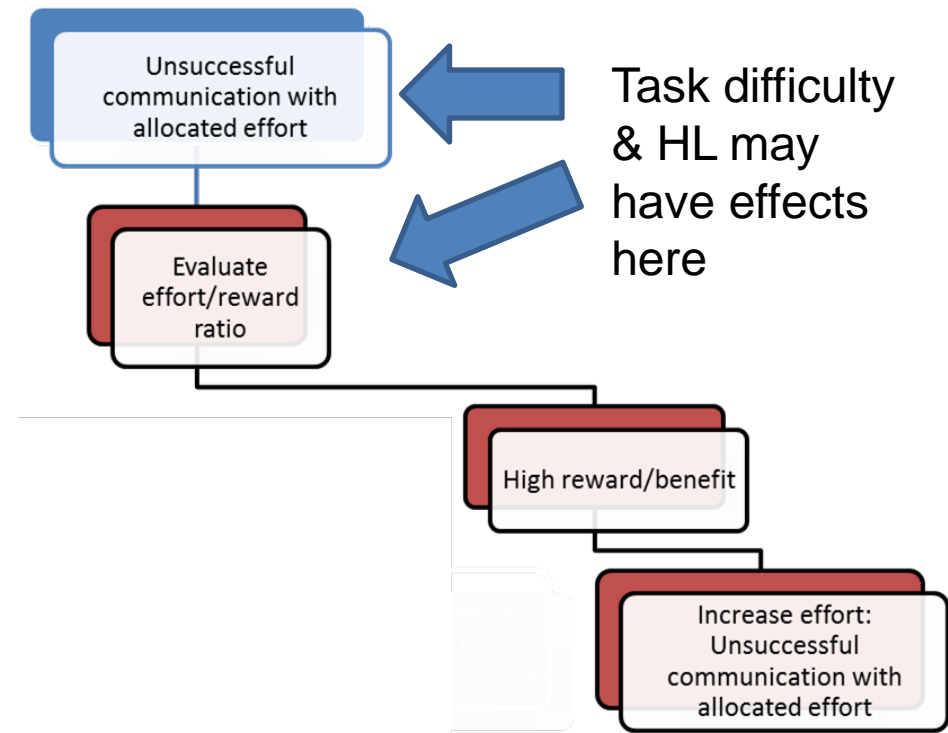 Unsuccessful
communication with
allocated effort
Task difficulty
& HL may
have effects
here
Evaluate
effort/reward
ratio
High reward/benefit
Increase effort:
Unsuccessful
communication with
allocated effort